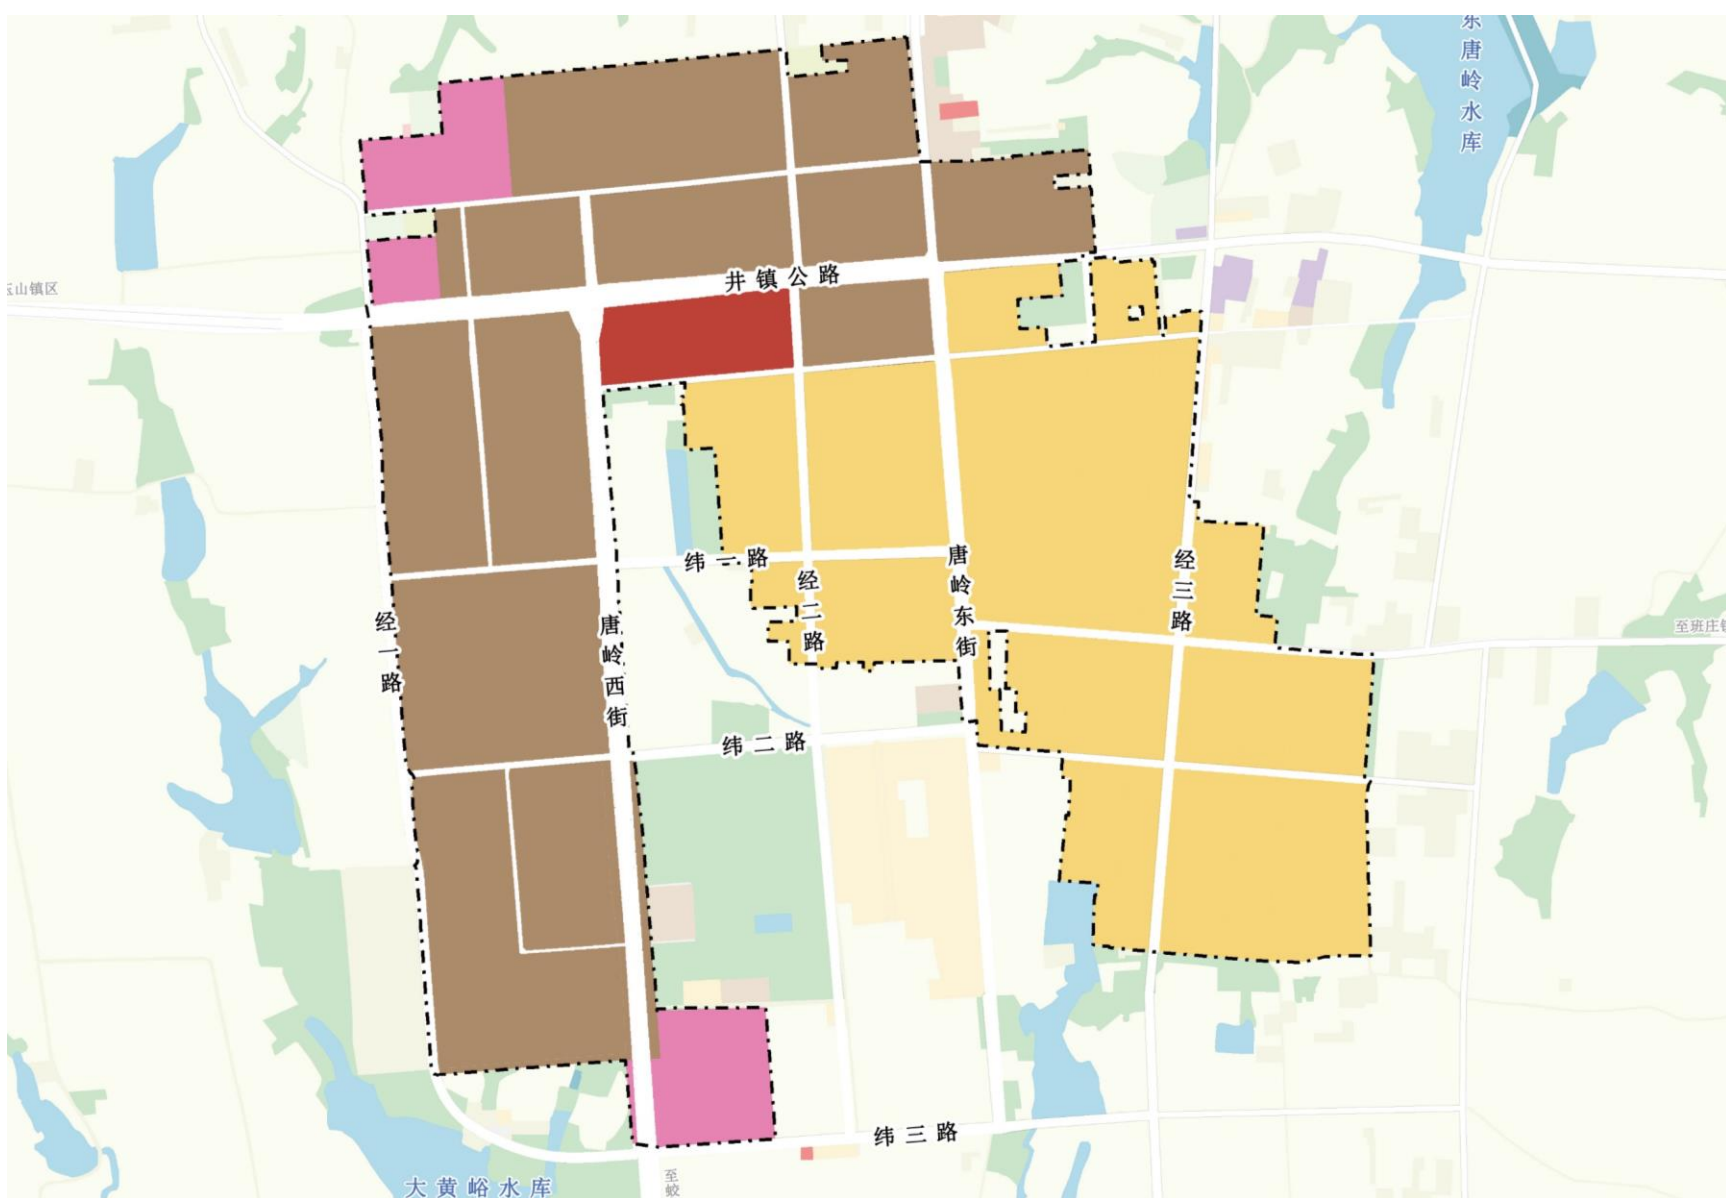 东唐岭水库
井镇公路
玉山镇区
纬一路
经二路
唐岭东街
经三路
经一路
唐岭西街
至班庄镇
纬二路
纬三路
至蛟
大黄峪水库